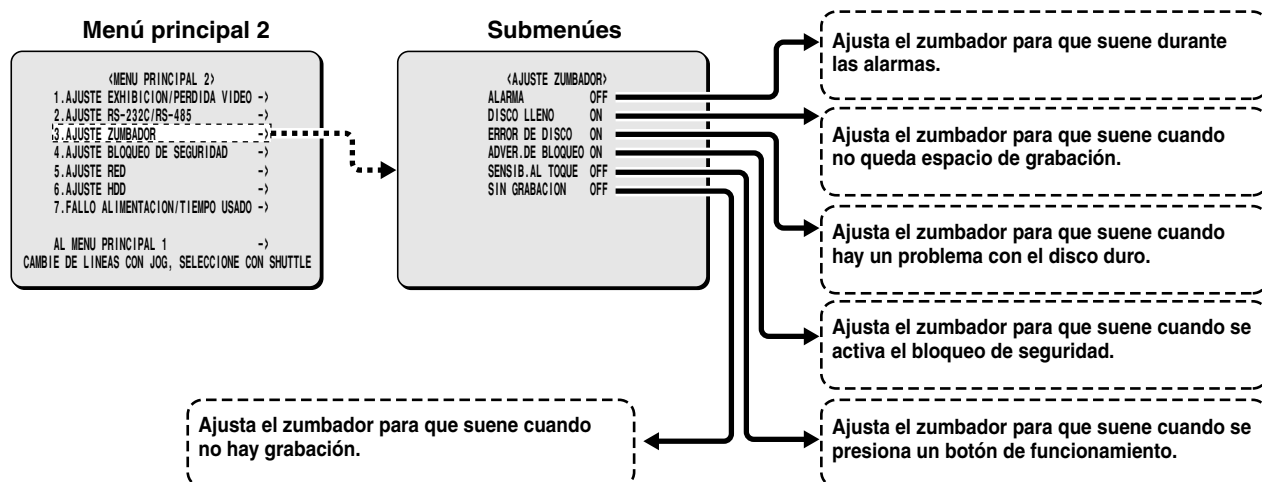 Menú principal 2
<MENU PRINCIPAL 2>
1.AJUSTE EXHIBICION/PERDIDA VIDEO ->
2.AJUSTE RS-232C/RS-485 ->
3.AJUSTE ZUMBADOR ->
4.AJUSTE BLOQUEO DE SEGURIDAD ->
5.AJUSTE RED ->
6.AJUSTE HDD ->
7.FALLO ALIMENTACION/TIEMPO USADO ->
AL MENU PRINCIPAL 1 ->
CAMBIE DE LINEAS CON JOG, SELECCIONE CON SHUTTLE
Submenúes
<AJUSTE ZUMBADOR>
ALARMA OFF
DISCO LLENO ON
ERROR DE DISCO ON
ADVER.DE BLOQUEO ON
SENSIB.AL TOQUE OFF
SIN GRABACION OFF
Ajusta el zumbador para que suene durante
las alarmas.
Ajusta el zumbador para que suene cuando
no queda espacio de grabación.
Ajusta el zumbador para que suene cuando
hay un problema con el disco duro.
Ajusta el zumbador para que suene cuando se
activa el bloqueo de seguridad.
Ajusta el zumbador para que suene cuando se
presiona un botón de funcionamiento.
Ajusta el zumbador para que suene cuando
no hay grabación.